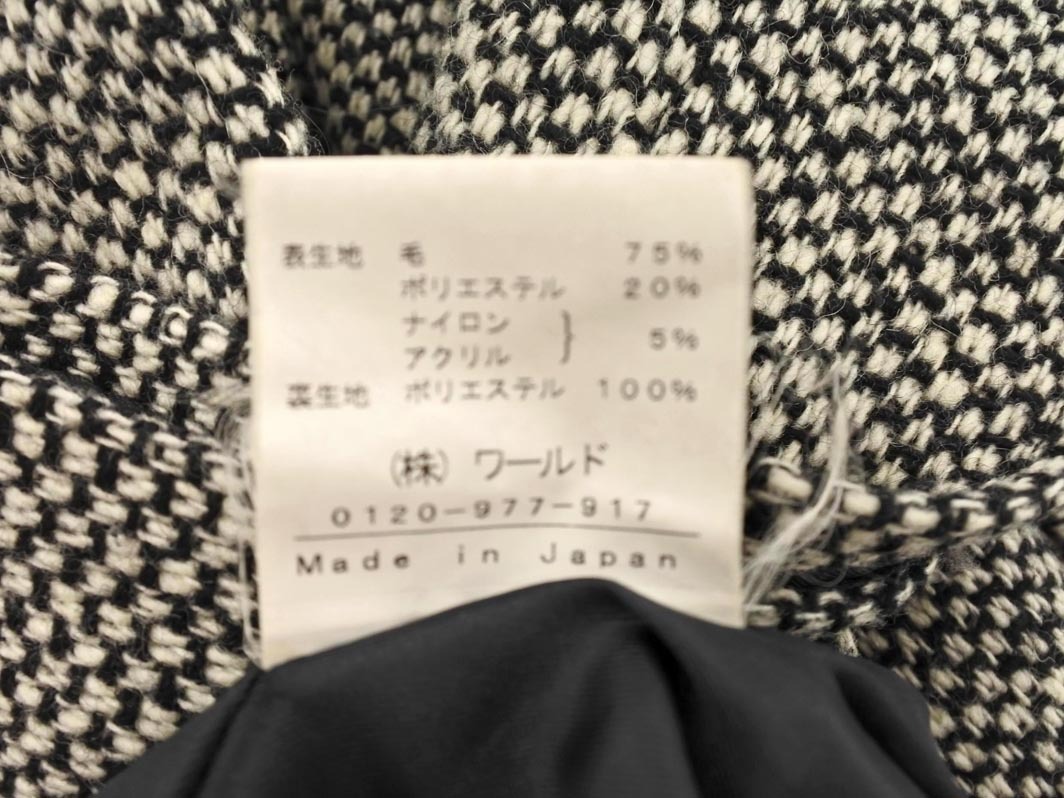 表生地 毛 75%
ポリエステル 20%
ナイロン
アクリル } 5%
裏生地 ポリエステル 100%
(株) ワールド
0120-977-917
Made in Japan